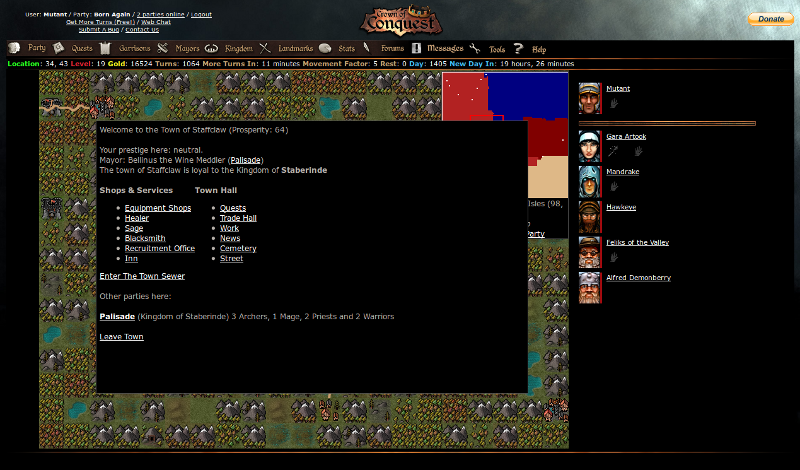 User: Mutant / Party: Born Again / 2 parties online / Logout
Get More Turns (Free!) / Web Chat
Submit A Bug / Contact us
Crown of Conquest
Donate
Party Quests Garrisons Mayors Kingdom Landmarks Stats Forums Messages Tools Help
Location: 34, 43 Level: 19 Gold: 16524 Turns: 1064 More Turns In: 11 minutes Movement Factor: 5 Rest: 0 Day: 1405 New Day In: 19 hours, 26 minutes
Welcome to the Town of Staffclaw (Prosperity: 64)
Your prestige here: neutral.
Mayor: Bellinus the Wine Meddler (Palisade)
The town of Staffclaw is loyal to the Kingdom of Staberinde
Shops & Services
Equipment Shops
Healer
Sage
Blacksmith
Recruitment Office
Inn
Town Hall
Quests
Trade Hall
Work
News
Cemetery
Street
Enter The Town Sewer
Other parties here:
Palisade (Kingdom of Staberinde) 3 Archers, 1 Mage, 2 Priests and 2 Warriors
Leave Town
Isles (98,
Party
Mutant
Gara Artook
Mandrake
Hawkeye
Feliks of the Valley
Alfred Demonberry